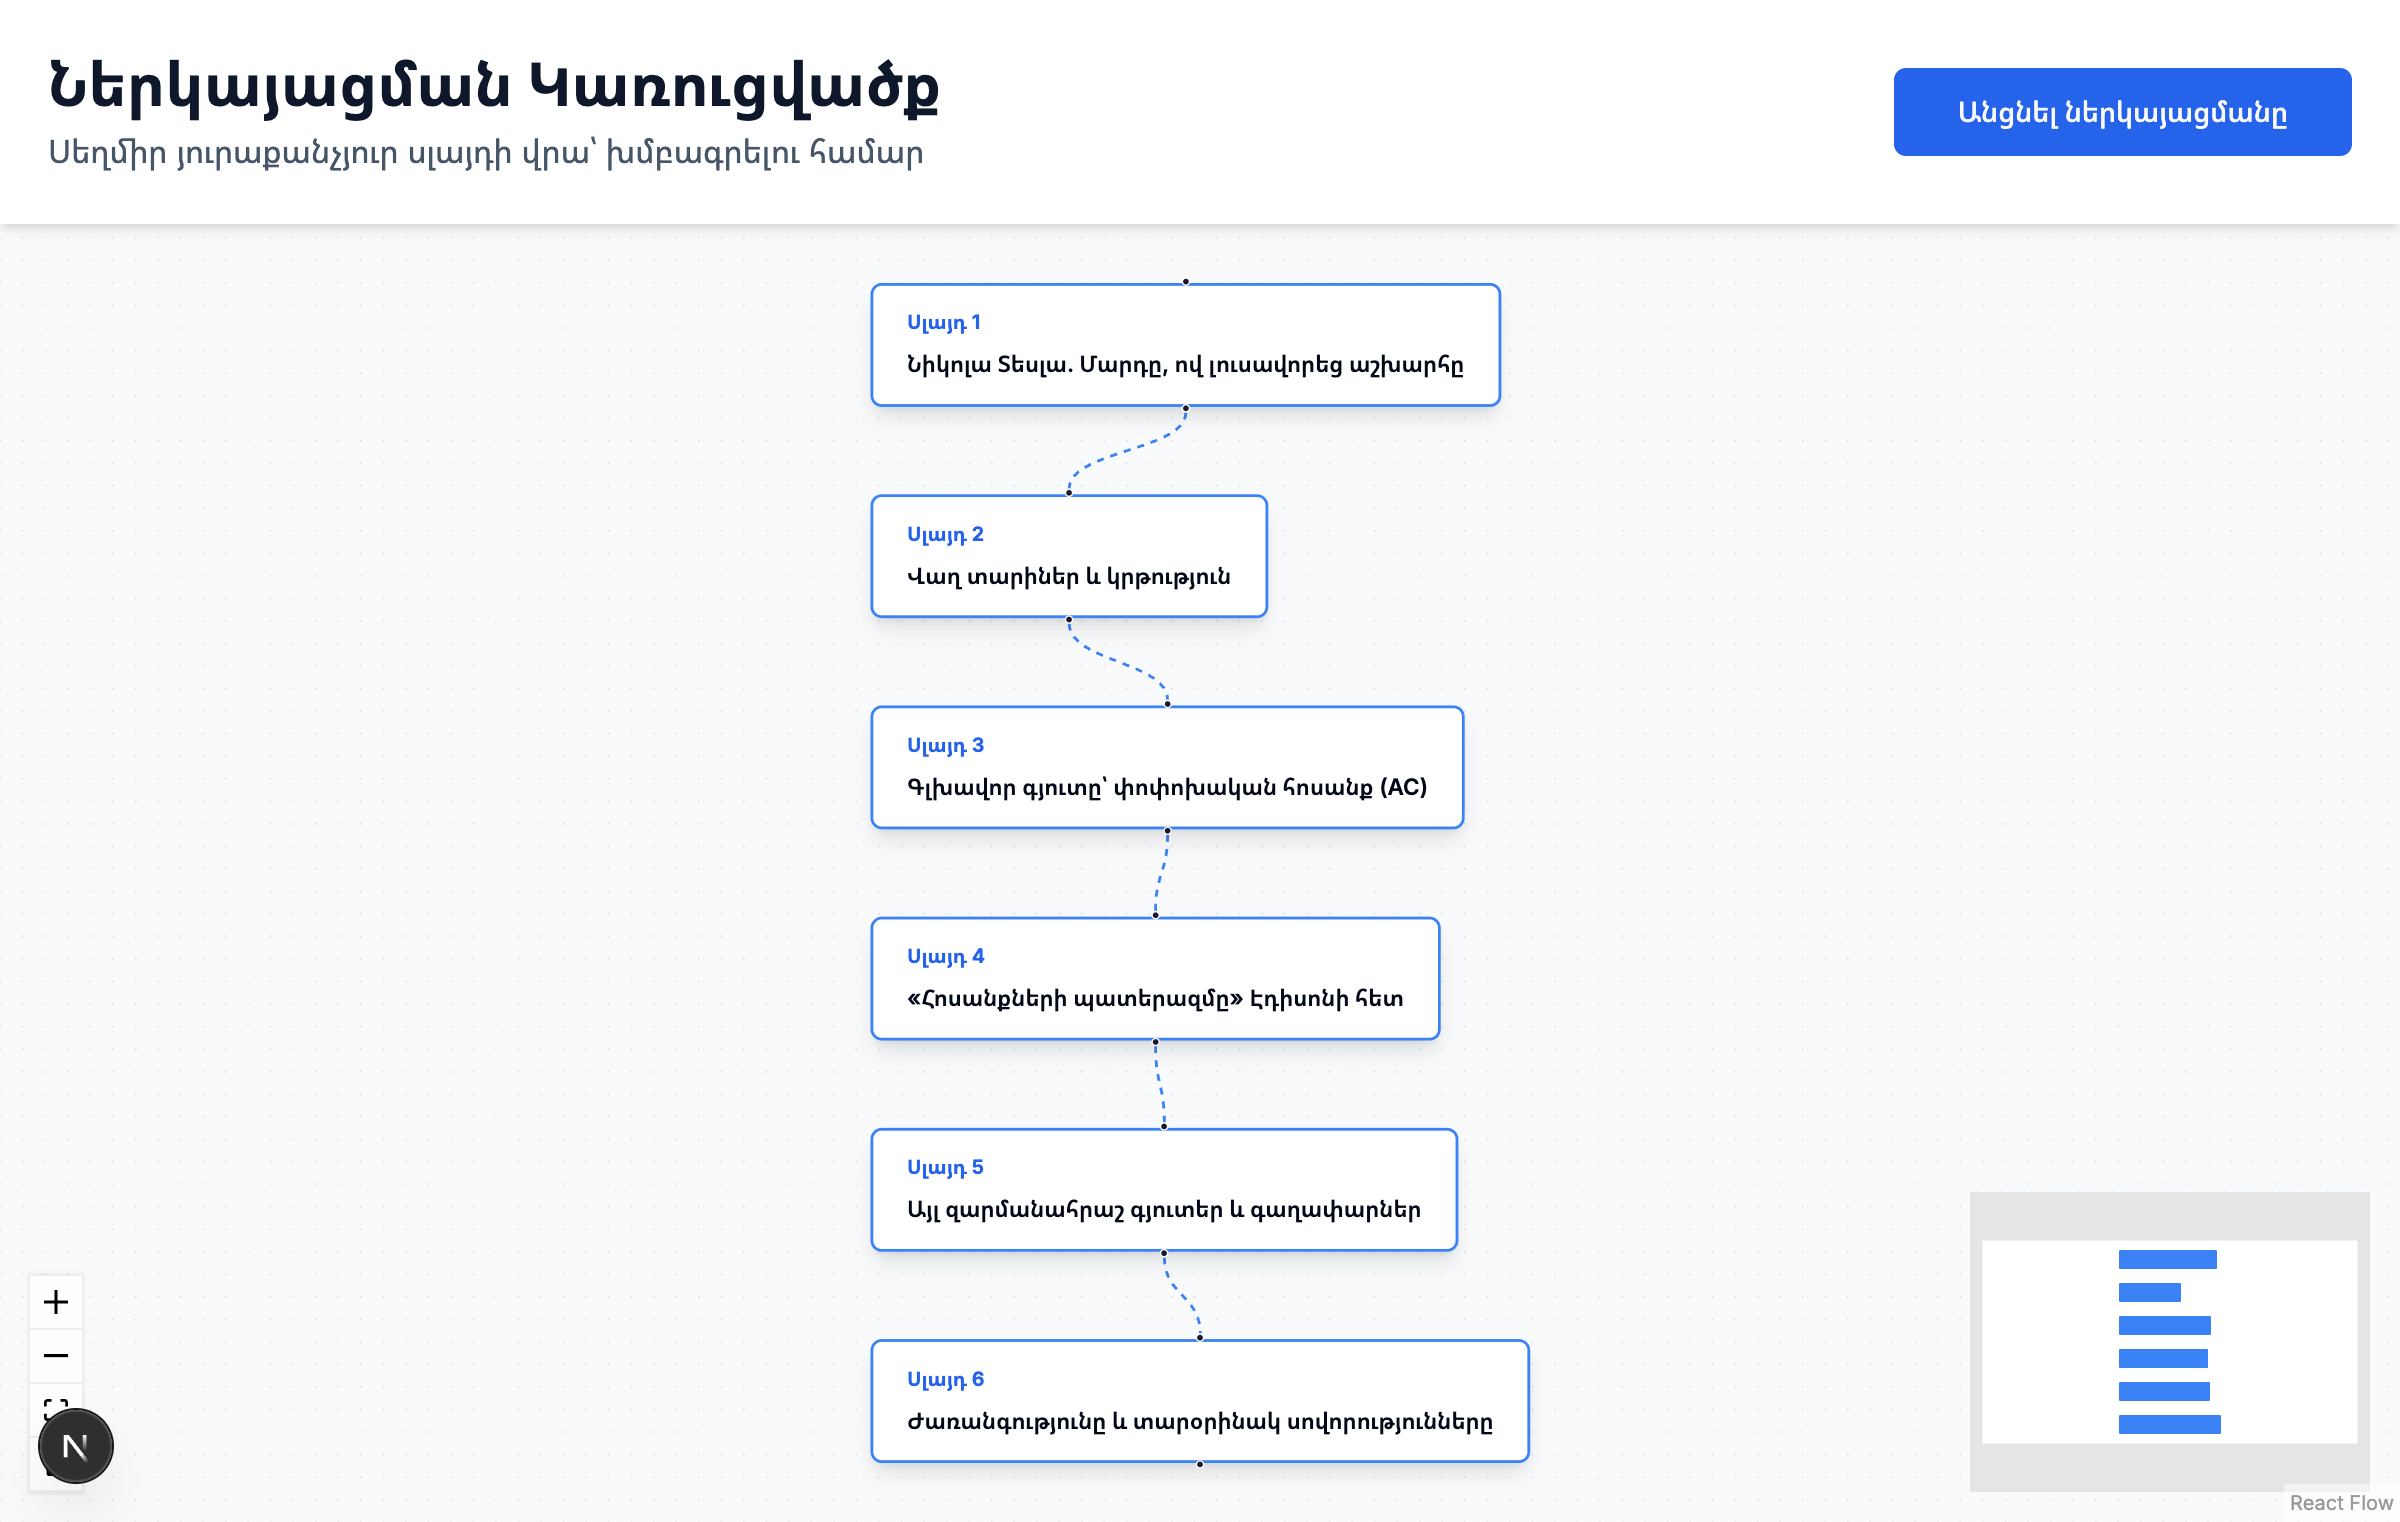 Ներկայացման Կառուցվածք
Սեղմիր յուրաքանչյուր սլայդի վրա՝ խմբագրելու համար
Անցնել ներկայացմանը
Սլայդ 1
Նիկոլա Տեսլա. Մարդը, ով լուսավորեց աշխարհը
Սլայդ 2
Վաղ տարիներ և կրթություն
Սլայդ 3
Գլխավոր գյուտը՝ փոփոխական հոսանք (AC)
Սլայդ 4
«Հոսանքների պատերազմը» Էդիսոնի հետ
Սլայդ 5
Այլ զարմանահրաշ գյուտեր և գաղափարներ
Սլայդ 6
Ժառանգությունը և տարօրինակ սովորությունները
N
React Flow